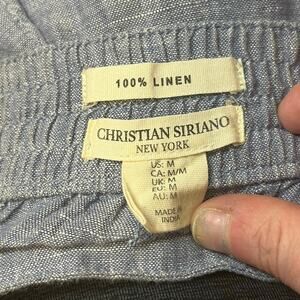 100% LINEN
CHRISTIAN SIRIANO
NEW YORK
US: M
CA: M/M
UK: M
EU: M
AU: M
MADE IN
INDIA